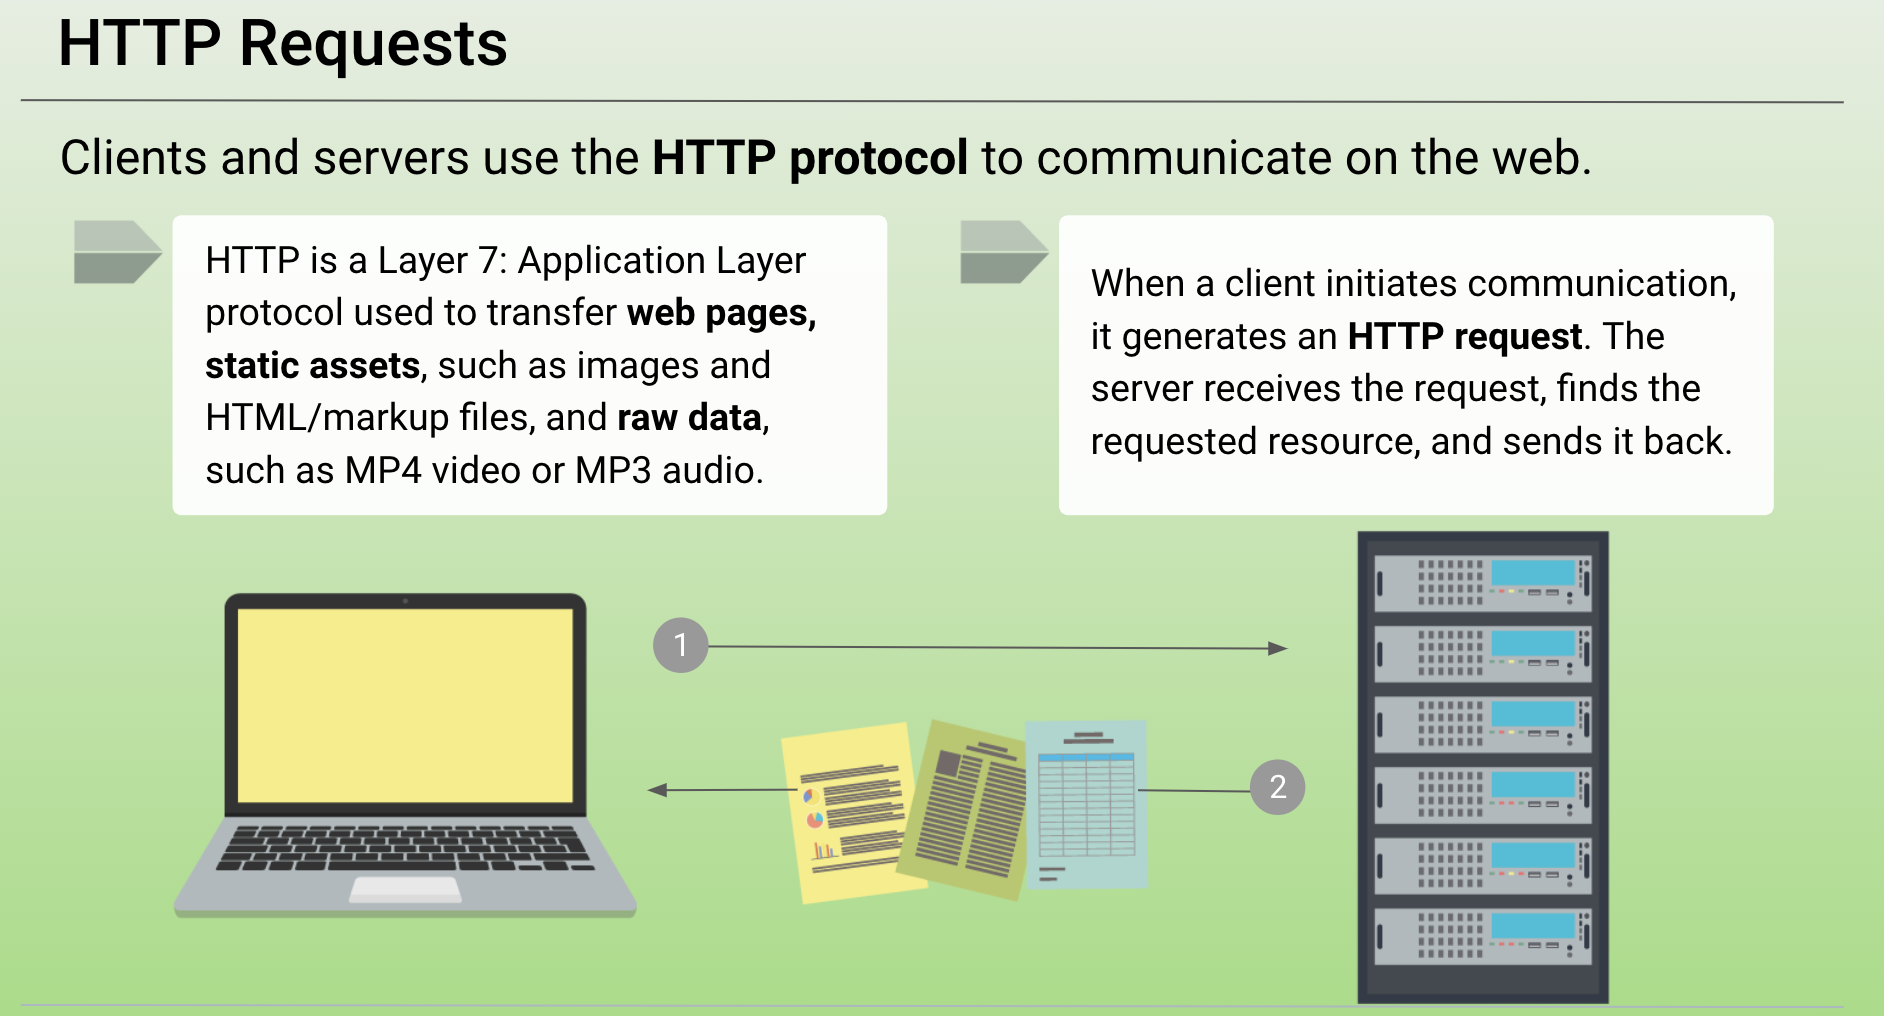 HTTP Requests
Clients and servers use the HTTP protocol to communicate on the web.
HTTP is a Layer 7: Application Layer
protocol used to transfer web pages,
static assets, such as images and
HTML/markup files, and raw data,
such as MP4 video or MP3 audio.
When a client initiates communication,
it generates an HTTP request. The
server receives the request, finds the
requested resource, and sends it back.
1
2